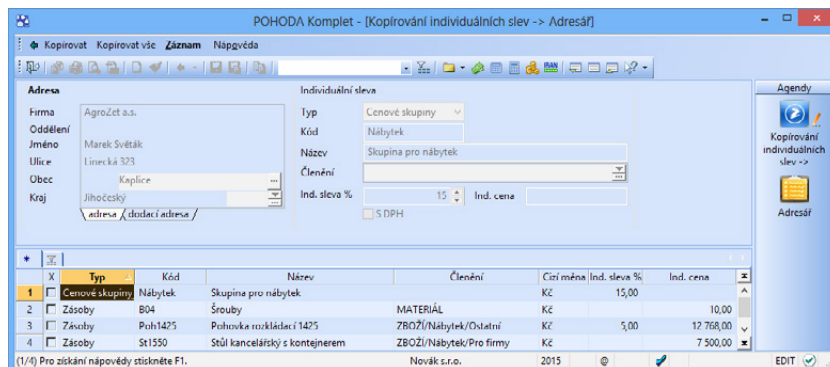 POHODA Komplet - [Kopírování individuálních slev -> Adresář]
Kopírovat Kopírovat vše Záznam Nápověda
Adresa
Firma AgroZet a.s.
Oddělení
Jméno Marek Světák
Ulice Linecká 323
Obec Kaplice
Kraj Jihočeský
adresa dodací adresa
Individuální sleva
Typ Cenové skupiny
Kód Nábytek
Název Skupina pro nábytek
Členění
Ind. sleva % 15 Ind. cena
S DPH
Agendy
Kopírování
individuálních
slev ->
Adresář
X Typ Kód Název Členění Cizí měna Ind. sleva % Ind. cena
1 Cenové skupiny Nábytek Skupina pro nábytek Kč 15,00
2 Zásoby B04 Šrouby MATERIÁL Kč 10,00
3 Zásoby Poh1425 Pohovka rozkládací 1425 ZBOŽÍ/Nábytek/Ostatní Kč 5,00 12 768,00
4 Zásoby St1550 Stůl kancelářský s kontejnerem ZBOŽÍ/Nábytek/Pro firmy Kč 7 500,00
(1/4) Pro získání nápovědy stiskněte F1. Novák s.r.o. 2015 @ EDIT